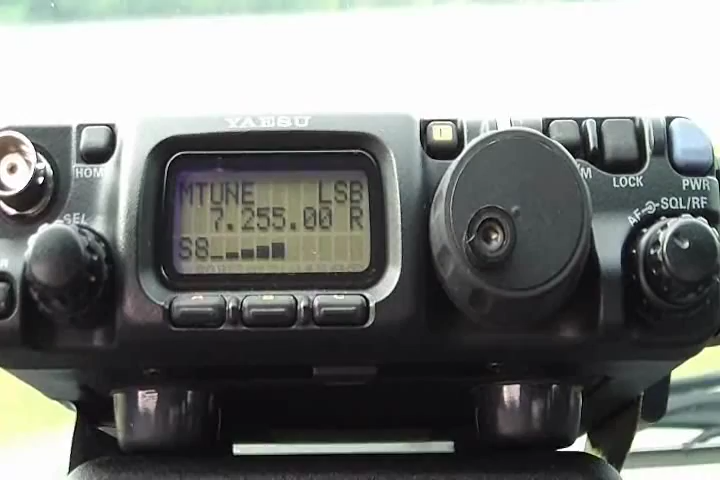 YAESU
F
HOM
LOCK
PWR
SEL
AF SQL/RF
MTUNE LSB
7.255.00 R
S8
A B C